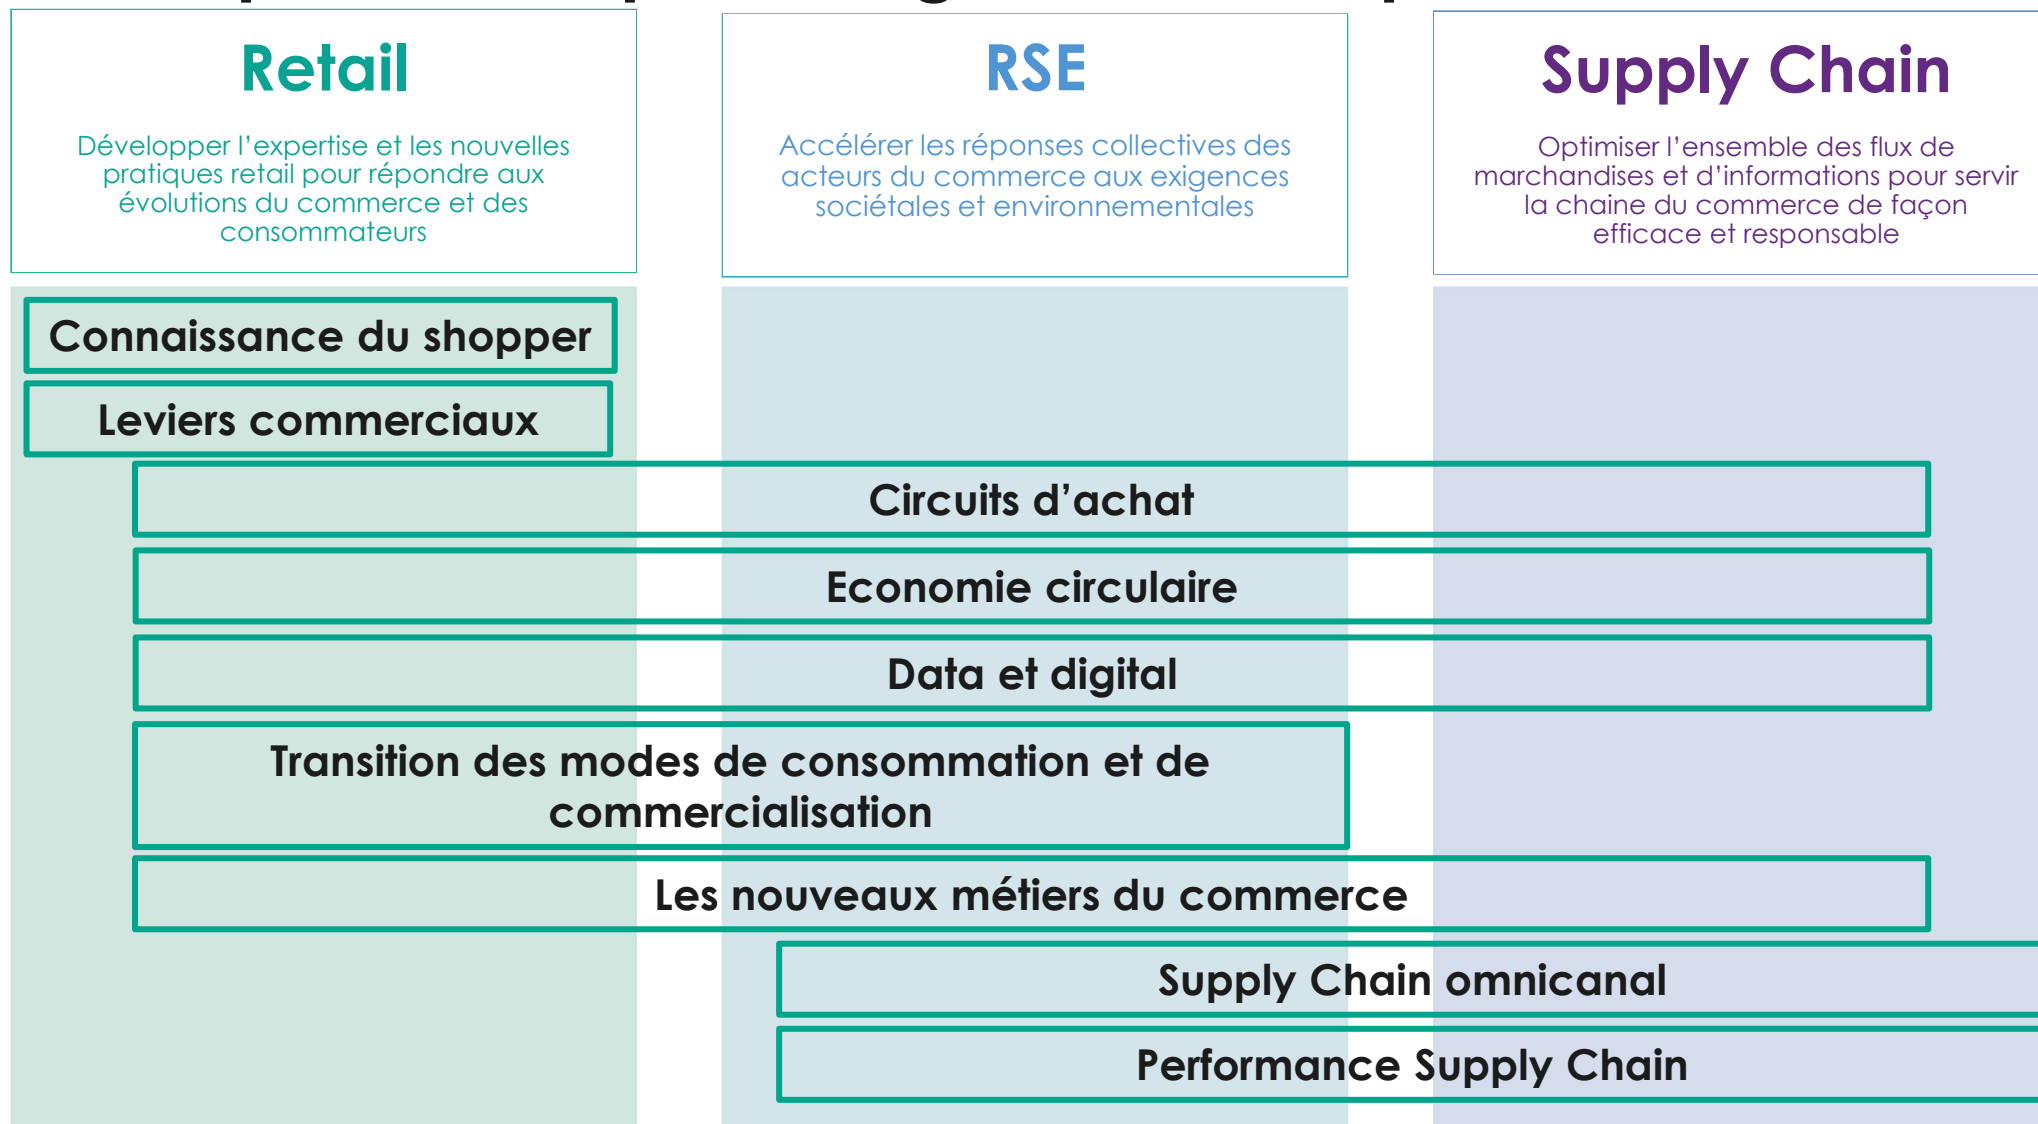 Retail
Développer l’expertise et les nouvelles
pratiques retail pour répondre aux
évolutions du commerce et des
consommateurs
RSE
Accélérer les réponses collectives des
acteurs du commerce aux exigences
sociétales et environnementales
Supply Chain
Optimiser l’ensemble des flux de
marchandises et d’informations pour servir
la chaine du commerce de façon
efficace et responsable
Connaissance du shopper
Leviers commerciaux
Circuits d’achat
Economie circulaire
Data et digital
Transition des modes de consommation et de
commercialisation
Les nouveaux métiers du commerce
Supply Chain omnicanal
Performance Supply Chain